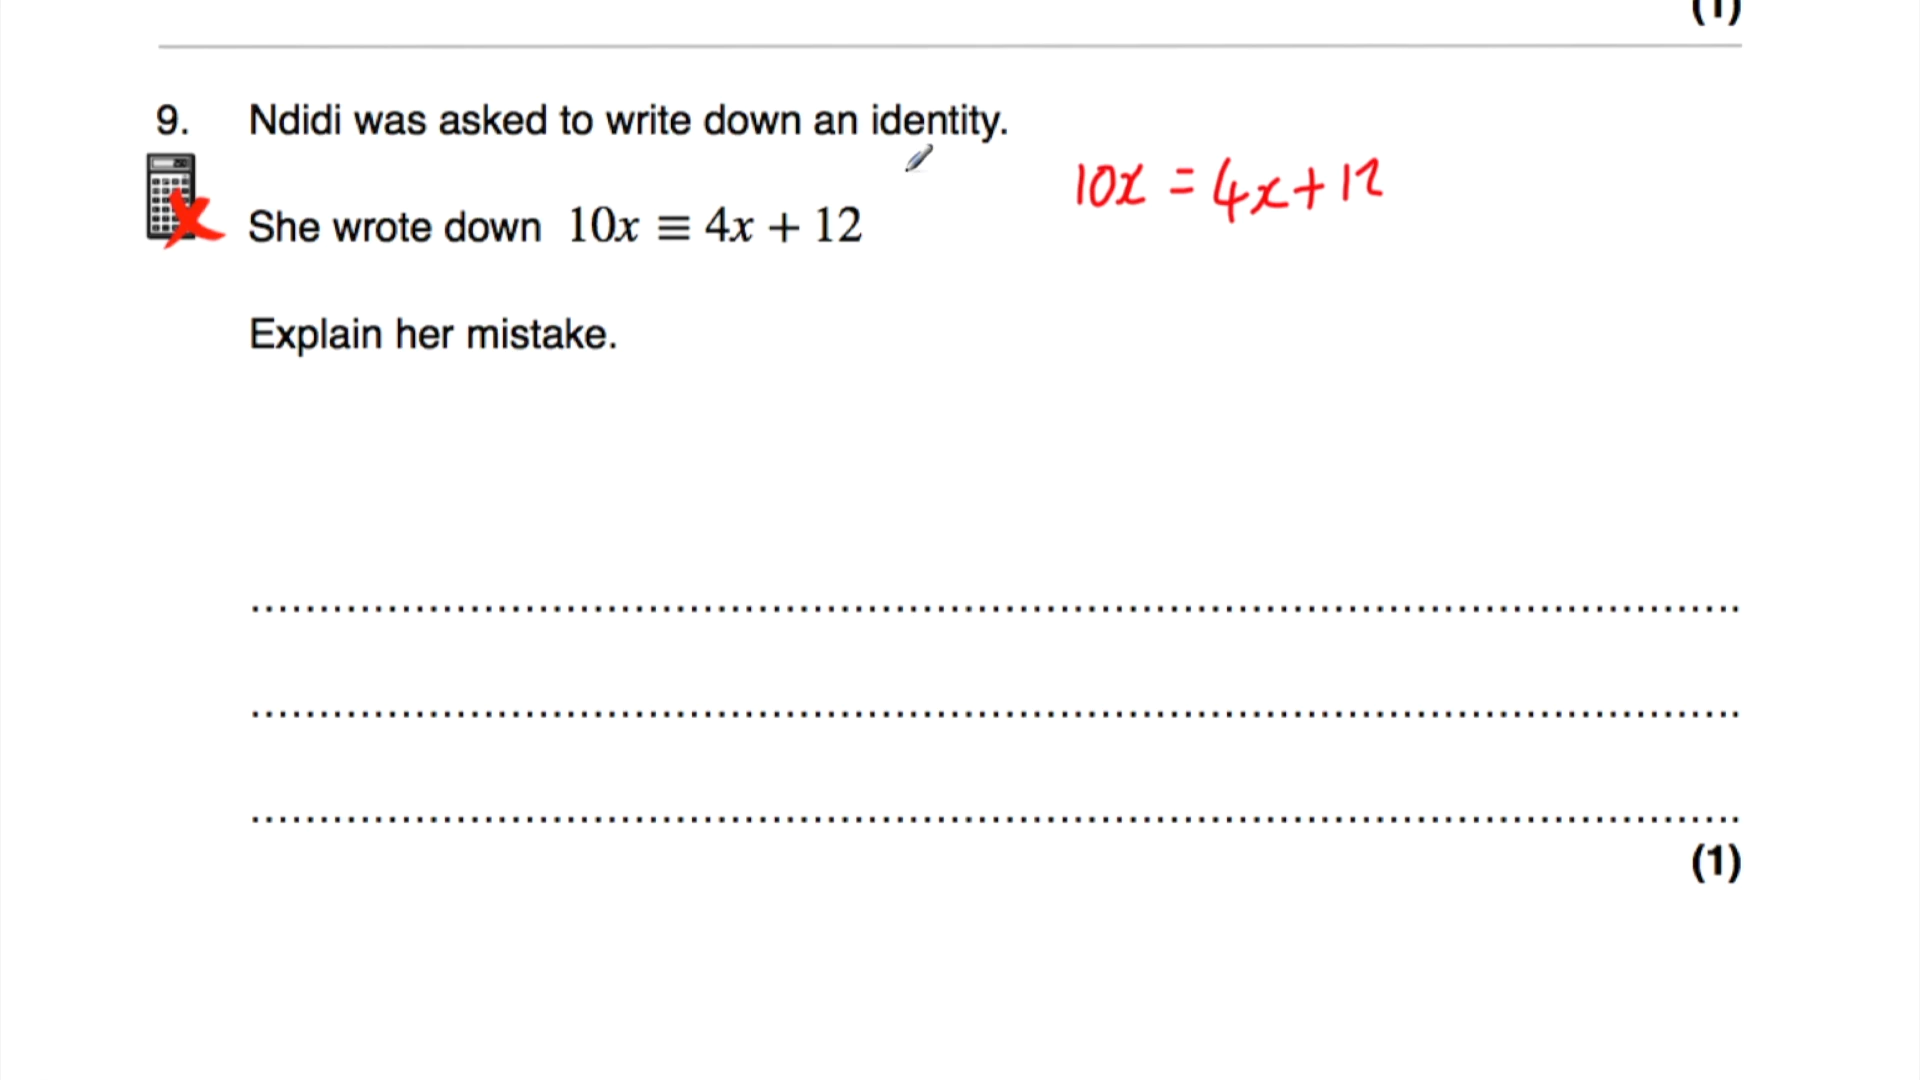 (1)
9. Ndidi was asked to write down an identity.
10x = 4x + 12
She wrote down 10x ≡ 4x + 12
Explain her mistake.
(1)